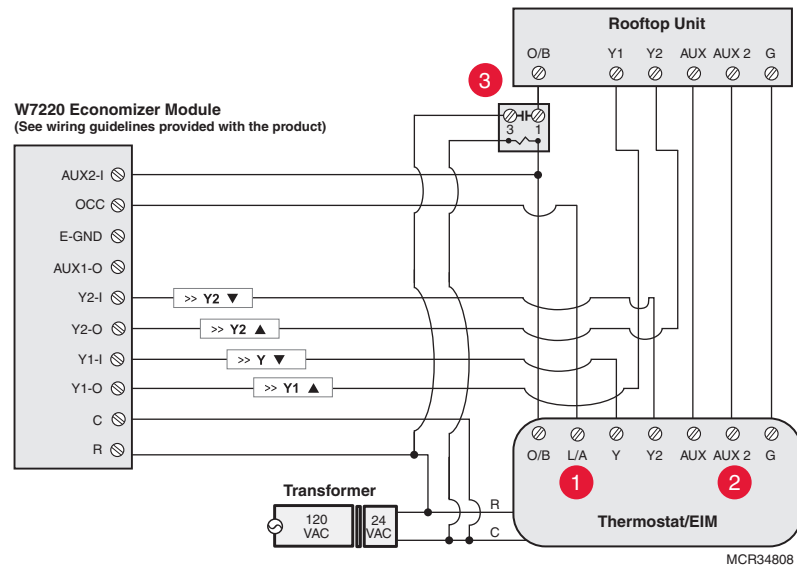 Rooftop Unit
O/B Y1 Y2 AUX AUX 2 G
3
3 1
W7220 Economizer Module
(See wiring guidelines provided with the product)
AUX2-I
OCC
E-GND
AUX1-O
Y2-I >> Y2 ▼
Y2-O >> Y2 ▲
Y1-I >> Y ▼
Y1-O >> Y1 ▲
C
R
O/B L/A Y Y2 AUX AUX 2 G
1 2
Transformer
120 VAC
24 VAC
R
C
Thermostat/EIM
MCR34808